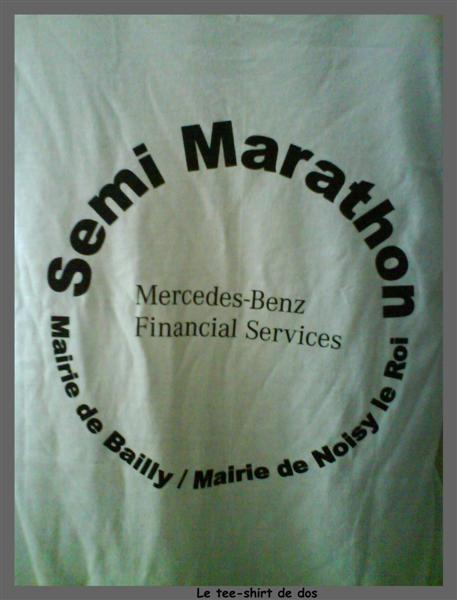 Semi Marathon
Mercedes-Benz
Financial Services
Mairie de Bailly / Mairie de Noisy le Roi
Le tee-shirt de dos